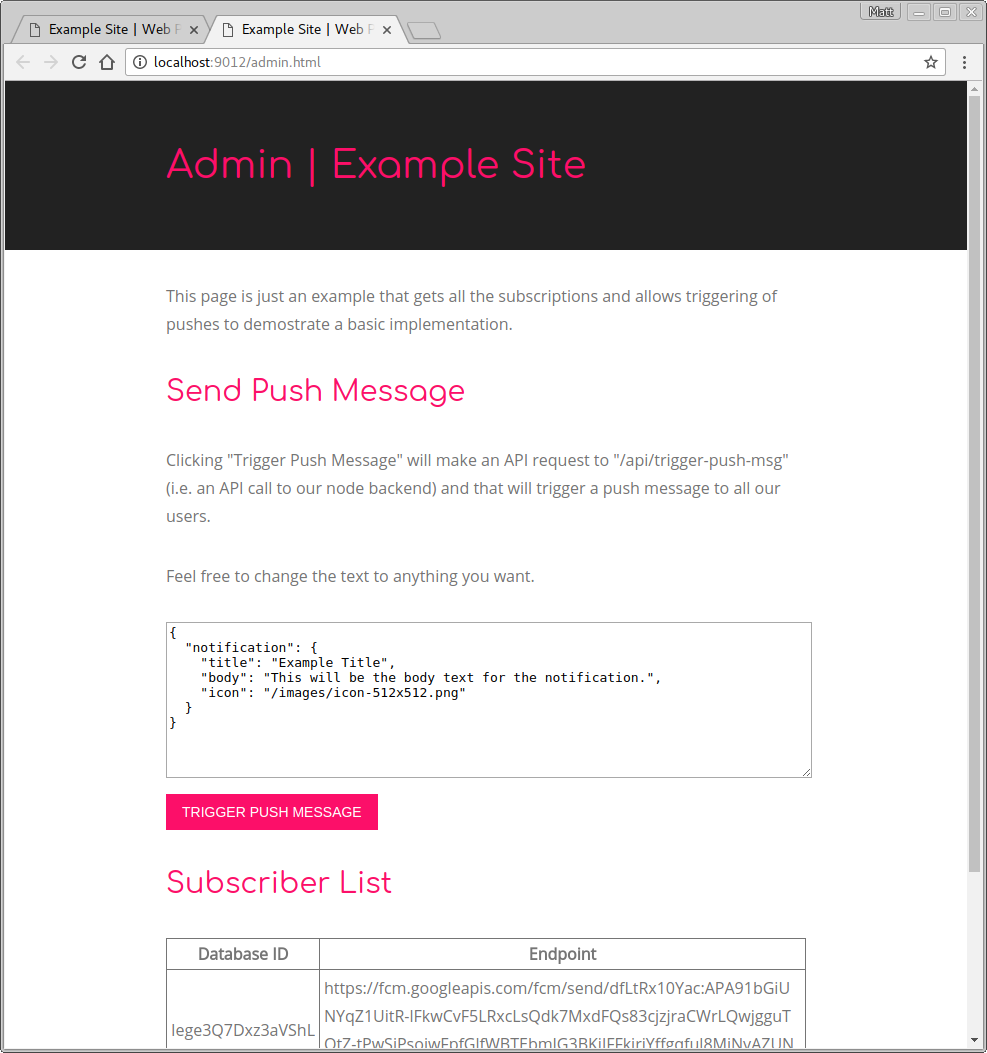 Matt
Example Site | Web
Example Site | Web
localhost:9012/admin.html
Admin | Example Site
This page is just an example that gets all the subscriptions and allows triggering of
pushes to demostrate a basic implementation.
Send Push Message
Clicking "Trigger Push Message" will make an API request to "/api/trigger-push-msg"
(i.e. an API call to our node backend) and that will trigger a push message to all our
users.
Feel free to change the text to anything you want.
{
"notification": {
"title": "Example Title",
"body": "This will be the body text for the notification.",
"icon": "/images/icon-512x512.png"
}
}
TRIGGER PUSH MESSAGE
Subscriber List
Database ID Endpoint
https://fcm.googleapis.com/fcm/send/dfLtRx10Yac:APA91bGiU
NYqZ1UitR-IFkwCvF5LRxcLsQdk7MxdFQs83cjzjraCWrLQwjgguT
Iege3Q7Dxz3aVShL